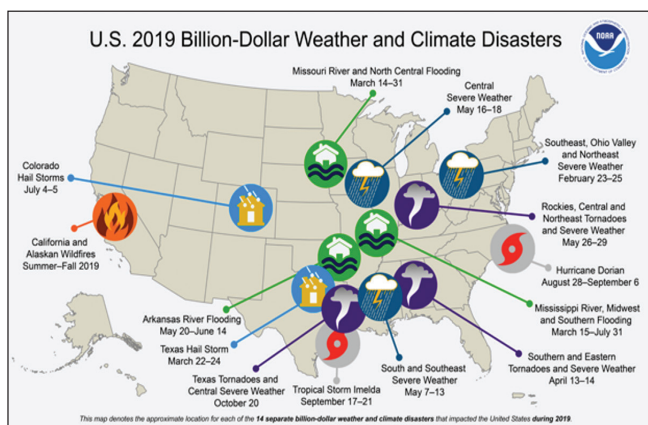 U.S. 2019 Billion-Dollar Weather and Climate Disasters
NOAA
Missouri River and North Central Flooding
March 14–31
Central
Severe Weather
May 16–18
Southeast, Ohio Valley
and Northeast
Severe Weather
February 23–25
Colorado
Hail Storms
July 4–5
Rockies, Central and
Northeast Tornadoes
and Severe Weather
May 26–29
California and
Alaskan Wildfires
Summer–Fall 2019
Hurricane Dorian
August 28–September 6
Arkansas River Flooding
May 20–June 14
Mississippi River, Midwest
and Southern Flooding
March 15–July 31
Texas Hail Storm
March 22–24
Southern and Eastern
Tornadoes and Severe Weather
April 13–14
Texas Tornadoes and
Central Severe Weather
October 20
Tropical Storm Imelda
September 17–21
South and Southeast
Severe Weather
May 7–13
This map denotes the approximate location for each of the 14 separate billion-dollar weather and climate disasters that impacted the United States during 2019.